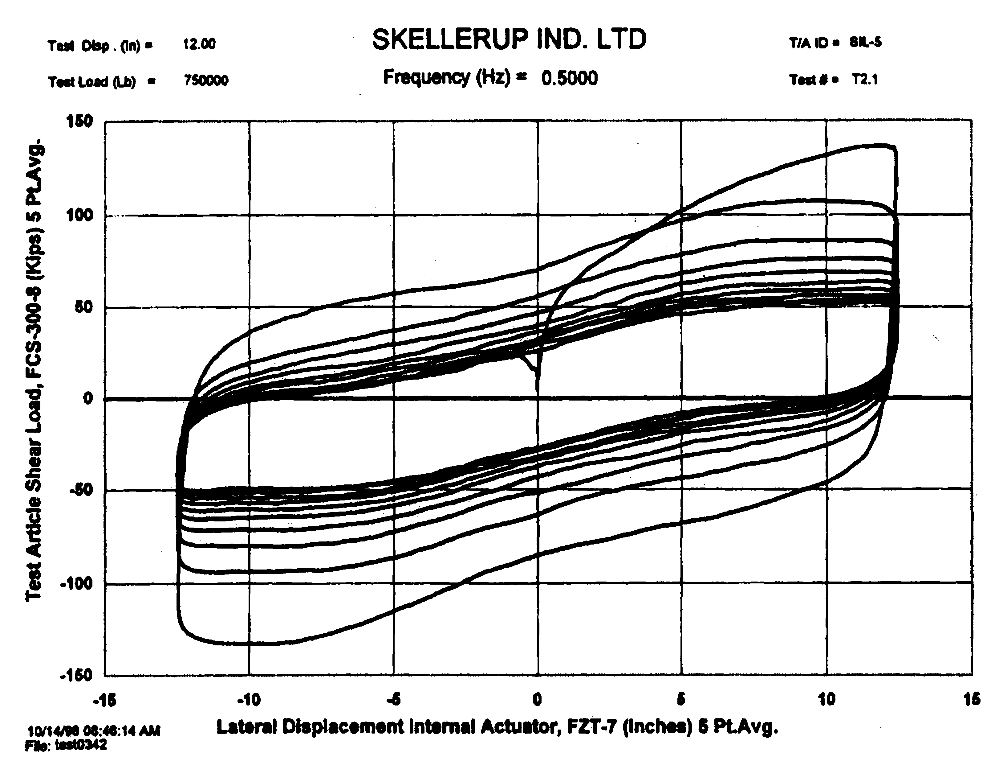 SKELLERUP IND. LTD
Test Disp. (in) = 12.00
T/A ID = SIL-5
Test Load (Lb) = 750000
Frequency (Hz) = 0.5000
Test # = T2.1
Test Article Shear Load, FCS-300-8 (Kips) 5 Pt.Avg.
150
100
50
0
-50
-100
-150
-15 -10 -5 0 5 10 15
Lateral Displacement Internal Actuator, FZT-7 (Inches) 5 Pt.Avg.
AM
File: test0342